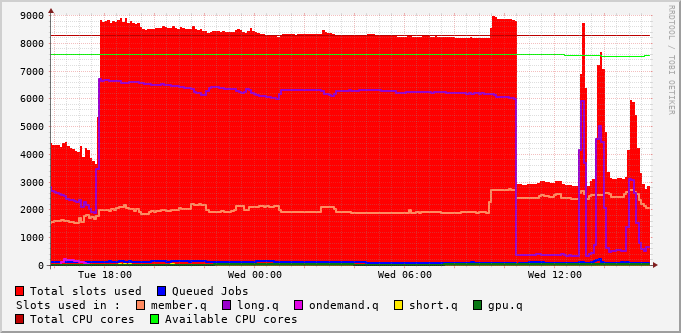 9000
8000
7000
6000
5000
4000
3000
2000
1000
0
Tue 18:00 Wed 00:00 Wed 06:00 Wed 12:00
RRDTOOL / TOBI OETIKER
Total slots used Queued Jobs
Slots used in : member.q long.q ondemand.q short.q gpu.q
Total CPU cores Available CPU cores